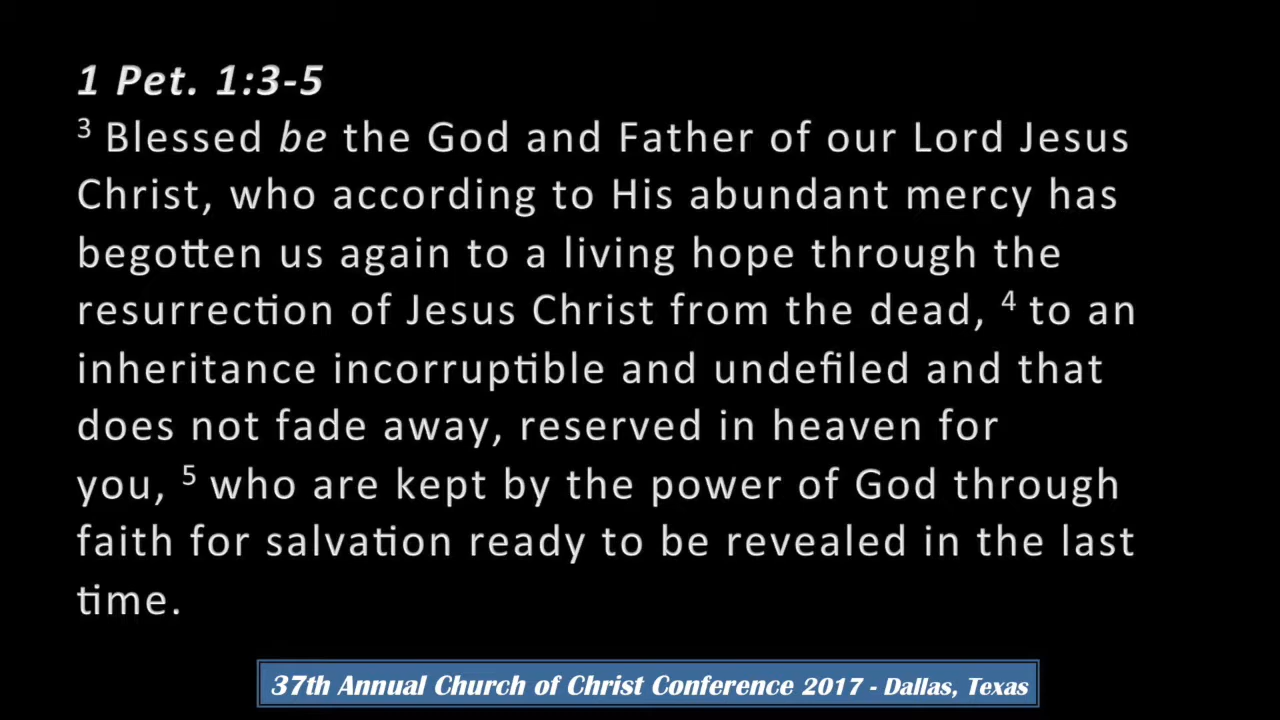 1 Pet. 1:3-5
3 Blessed be the God and Father of our Lord Jesus
Christ, who according to His abundant mercy has
begotten us again to a living hope through the
resurrection of Jesus Christ from the dead, 4 to an
inheritance incorruptible and undefiled and that
does not fade away, reserved in heaven for
you, 5 who are kept by the power of God through
faith for salvation ready to be revealed in the last
time.
37th Annual Church of Christ Conference 2017 - Dallas, Texas